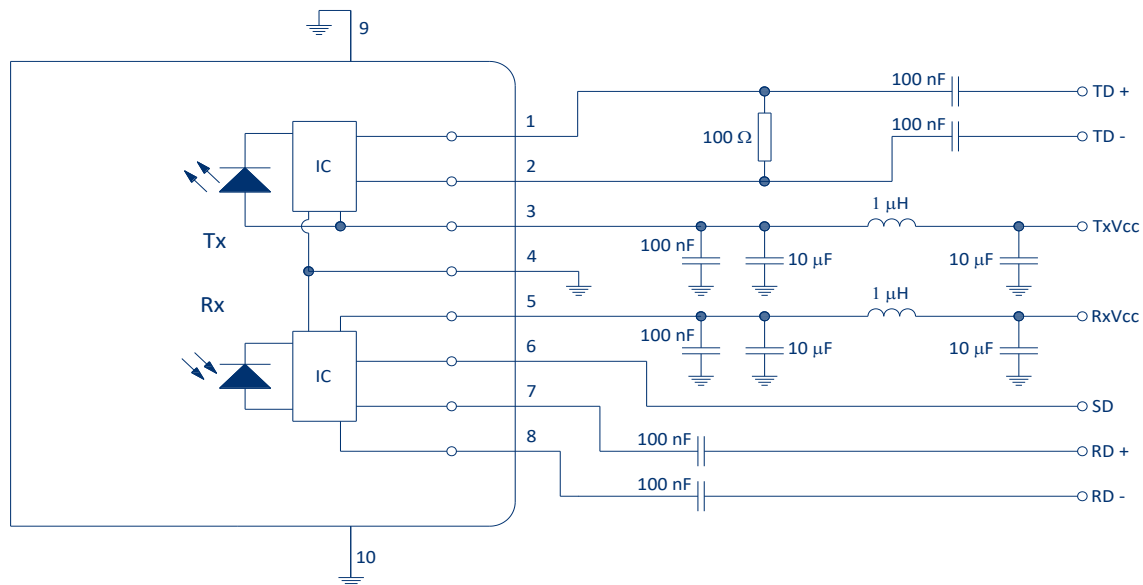 9
100 nF
TD +
1
100 nF
TD -
100 Ω
IC
2
1 µH
3
TxVcc
Tx
100 nF
10 µF
10 µF
4
1 µH
Rx
5
RxVcc
100 nF
10 µF
10 µF
6
IC
7
SD
8
100 nF
RD +
100 nF
RD -
10